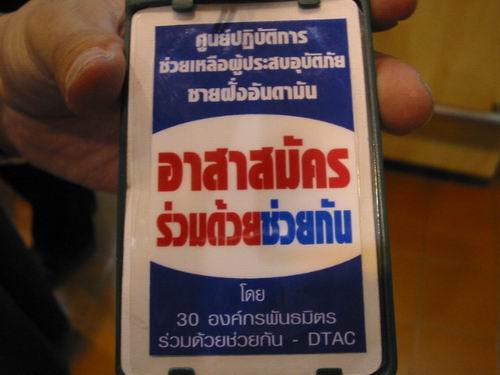 ศูนย์ปฏิบัติการ
ช่วยเหลือผู้ประสบอุบัติภัย
ชายฝั่งอันดามัน
อาสาสมัคร
ร่วมด้วยช่วยกัน
โดย
30 องค์กรพันธมิตร
ร่วมด้วยช่วยกัน - DTAC